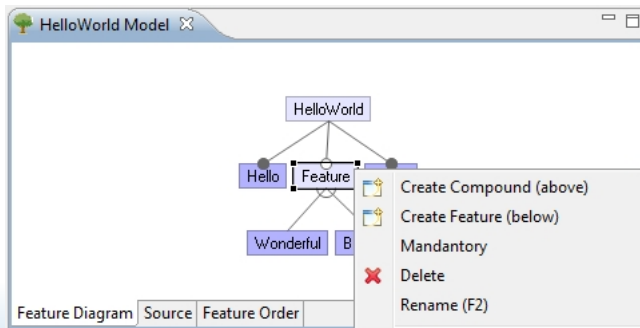 HelloWorld Model
HelloWorld
Hello
Feature
Create Compound (above)
Create Feature (below)
Mandantory
Wonderful
B
Delete
Rename (F2)
Feature Diagram
Source
Feature Order